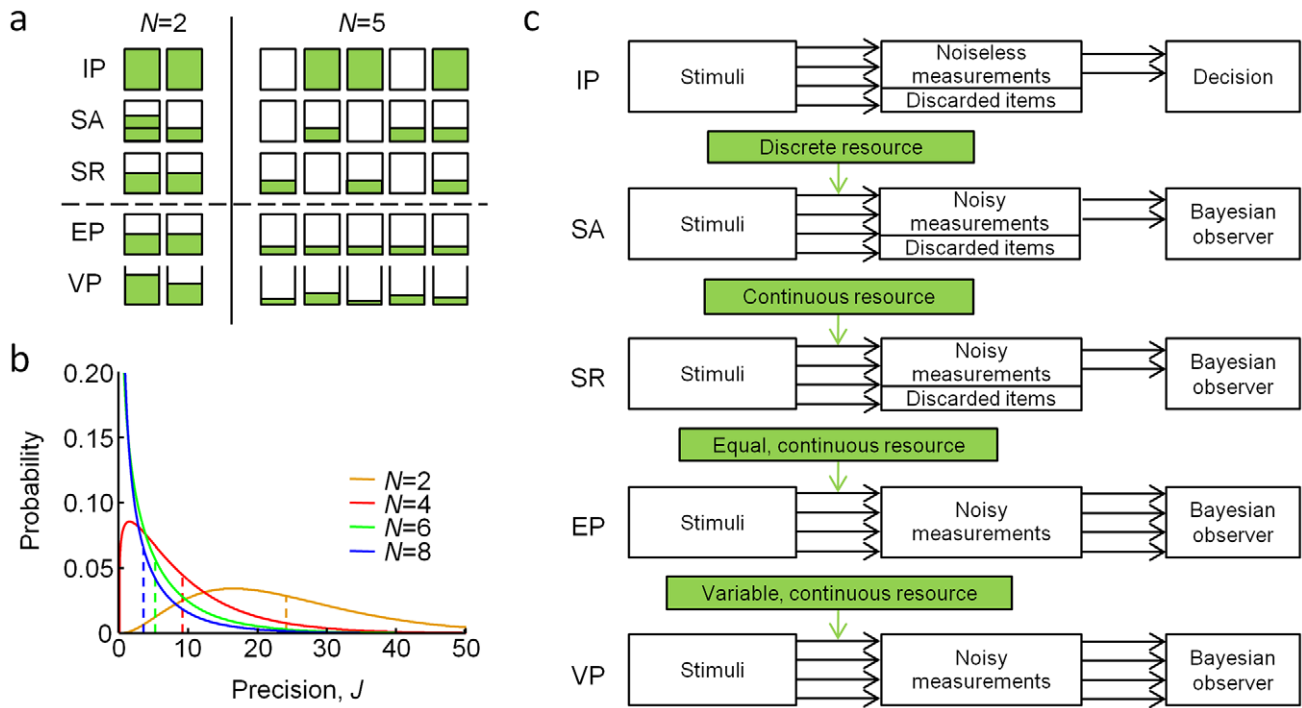 a
N=2 N=5
IP
SA
SR
EP
VP
b
0.20
0.15
0.10
0.05
0
Probability
N=2
N=4
N=6
N=8
0 10 20 30 40 50
Precision, J
c
IP
Stimuli
Noiseless
measurements
Discarded items
Decision
Discrete resource
SA
Stimuli
Noisy
measurements
Discarded items
Bayesian
observer
Continuous resource
SR
Stimuli
Noisy
measurements
Discarded items
Bayesian
observer
Equal, continuous resource
EP
Stimuli
Noisy
measurements
Bayesian
observer
Variable, continuous resource
VP
Stimuli
Noisy
measurements
Bayesian
observer